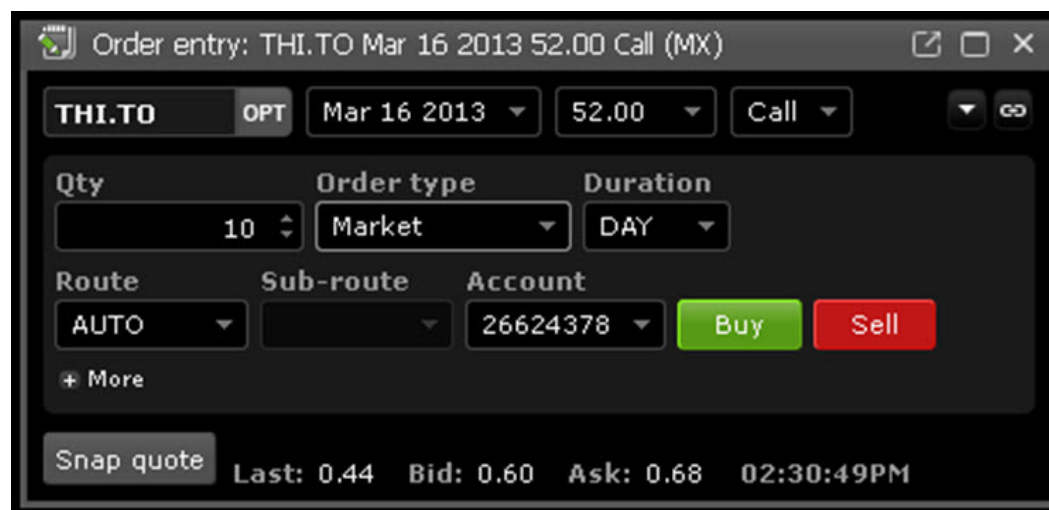 Order entry: THI.TO Mar 16 2013 52.00 Call (MX)
THI.TO OPT Mar 16 2013 52.00 Call
Qty Order type Duration
10 Market DAY
Route Sub-route Account
AUTO 26624378 Buy Sell
More
Snap quote Last: 0.44 Bid: 0.60 Ask: 0.68 02:30:49PM